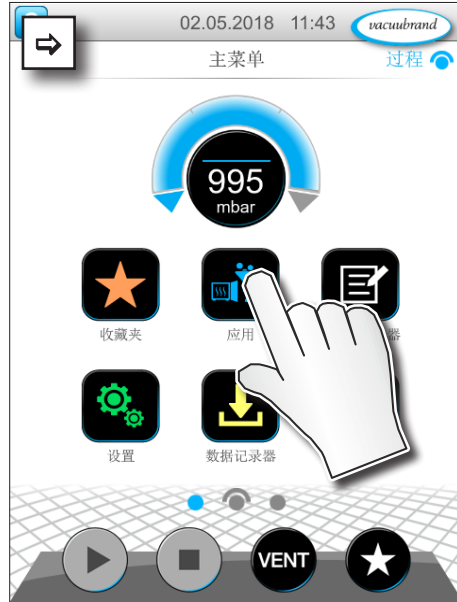 02.05.2018 11:43 vacuubrand
主菜单 过程
995
mbar
收藏夹 应用 器
设置 数据记录器
VENT